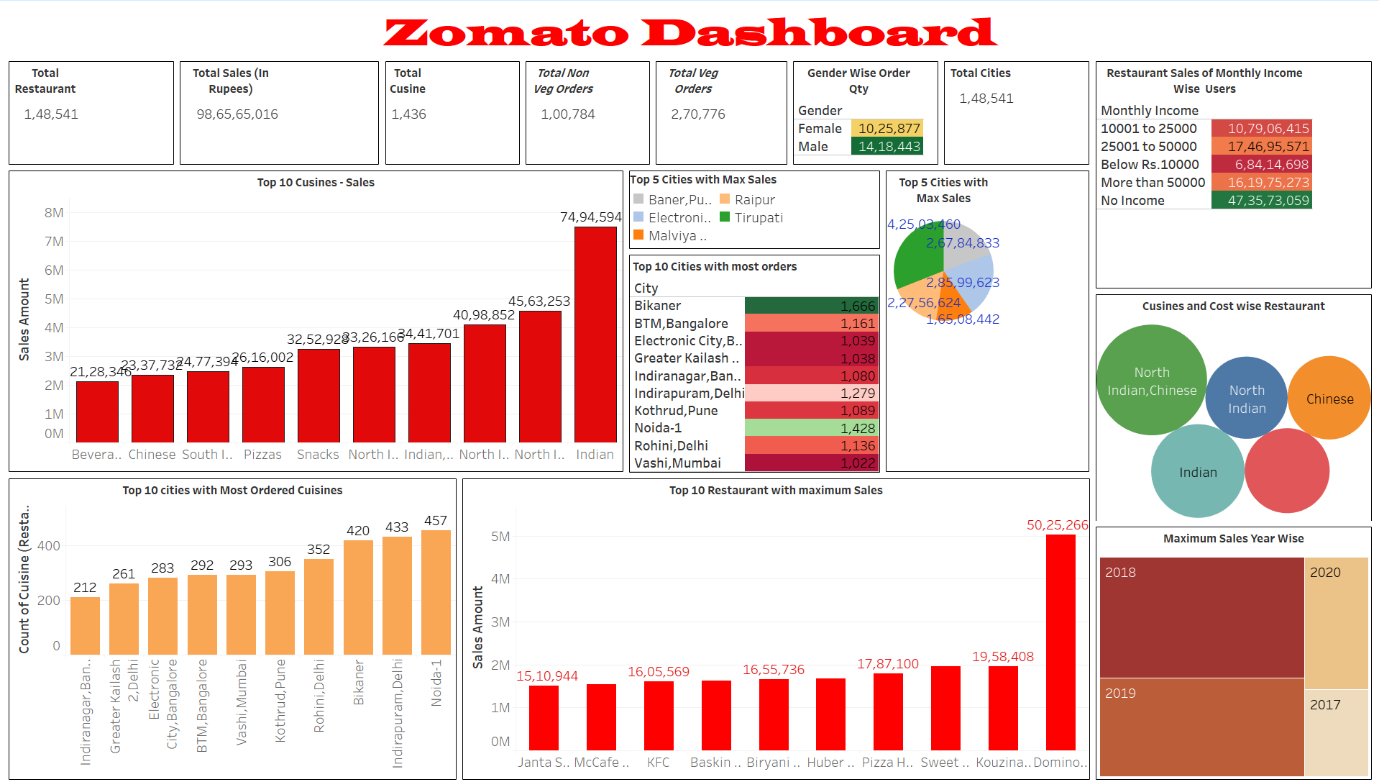 Zomato Dashboard
Total
Restaurant
1,48,541
Total Sales (In
Rupees)
98,65,65,016
Total
Cusine
1,436
Total Non
Veg Orders
1,00,784
Total Veg
Orders
2,70,776
Gender Wise Order
Qty
Gender
Female 10,25,877
Male 14,18,443
Total Cities
1,48,541
Restaurant Sales of Monthly Income
Wise Users
Monthly Income
10001 to 25000 10,79,06,415
25001 to 50000 17,46,95,571
Below Rs.10000 6,84,14,698
More than 50000 16,19,75,273
No Income 47,35,73,059
Top 10 Cusines - Sales
Sales Amount
8M
7M
6M
5M
4M
3M
2M
1M
0M
21,28,346
23,37,732
24,77,394
26,16,002
32,52,928
33,26,166
34,41,701
40,98,852
45,63,253
74,94,594
Bevera.. Chinese South I.. Pizzas Snacks North I.. Indian,.. North I.. North I.. Indian
Top 5 Cities with Max Sales
Baner,Pu.. Raipur
Electroni.. Tirupati
Malviya ..
Top 5 Cities with
Max Sales
4,25,03,460
2,67,84,833
2,85,99,623
2,27,56,624
1,65,08,442
Top 10 Cities with most orders
City
Bikaner 1,666
BTM,Bangalore 1,161
Electronic City,B.. 1,039
Greater Kailash .. 1,038
Indiranagar,Ban.. 1,080
Indirapuram,Delhi 1,279
Kothrud,Pune 1,089
Noida-1 1,428
Rohini,Delhi 1,136
Vashi,Mumbai 1,022
Cusines and Cost wise Restaurant
North
Indian,Chinese
North
Indian
Chinese
Indian
Top 10 cities with Most Ordered Cuisines
Count of Cuisine (Resta..
400
200
0
212
261
283
292
293
306
352
420
433
457
Indiranagar,Ban..
Greater Kailash
2,Delhi
Electronic
City,Bangalore
BTM,Bangalore
Vashi,Mumbai
Kothrud,Pune
Rohini,Delhi
Bikaner
Indirapuram,Delhi
Noida-1
Top 10 Restaurant with maximum Sales
Sales Amount
5M
4M
3M
2M
1M
0M
15,10,944
16,05,569
16,55,736
17,87,100
19,58,408
50,25,266
Janta S.. McCafe .. KFC Baskin .. Biryani .. Huber .. Pizza H.. Sweet .. Kouzina.. Domino..
Maximum Sales Year Wise
2018
2020
2019
2017